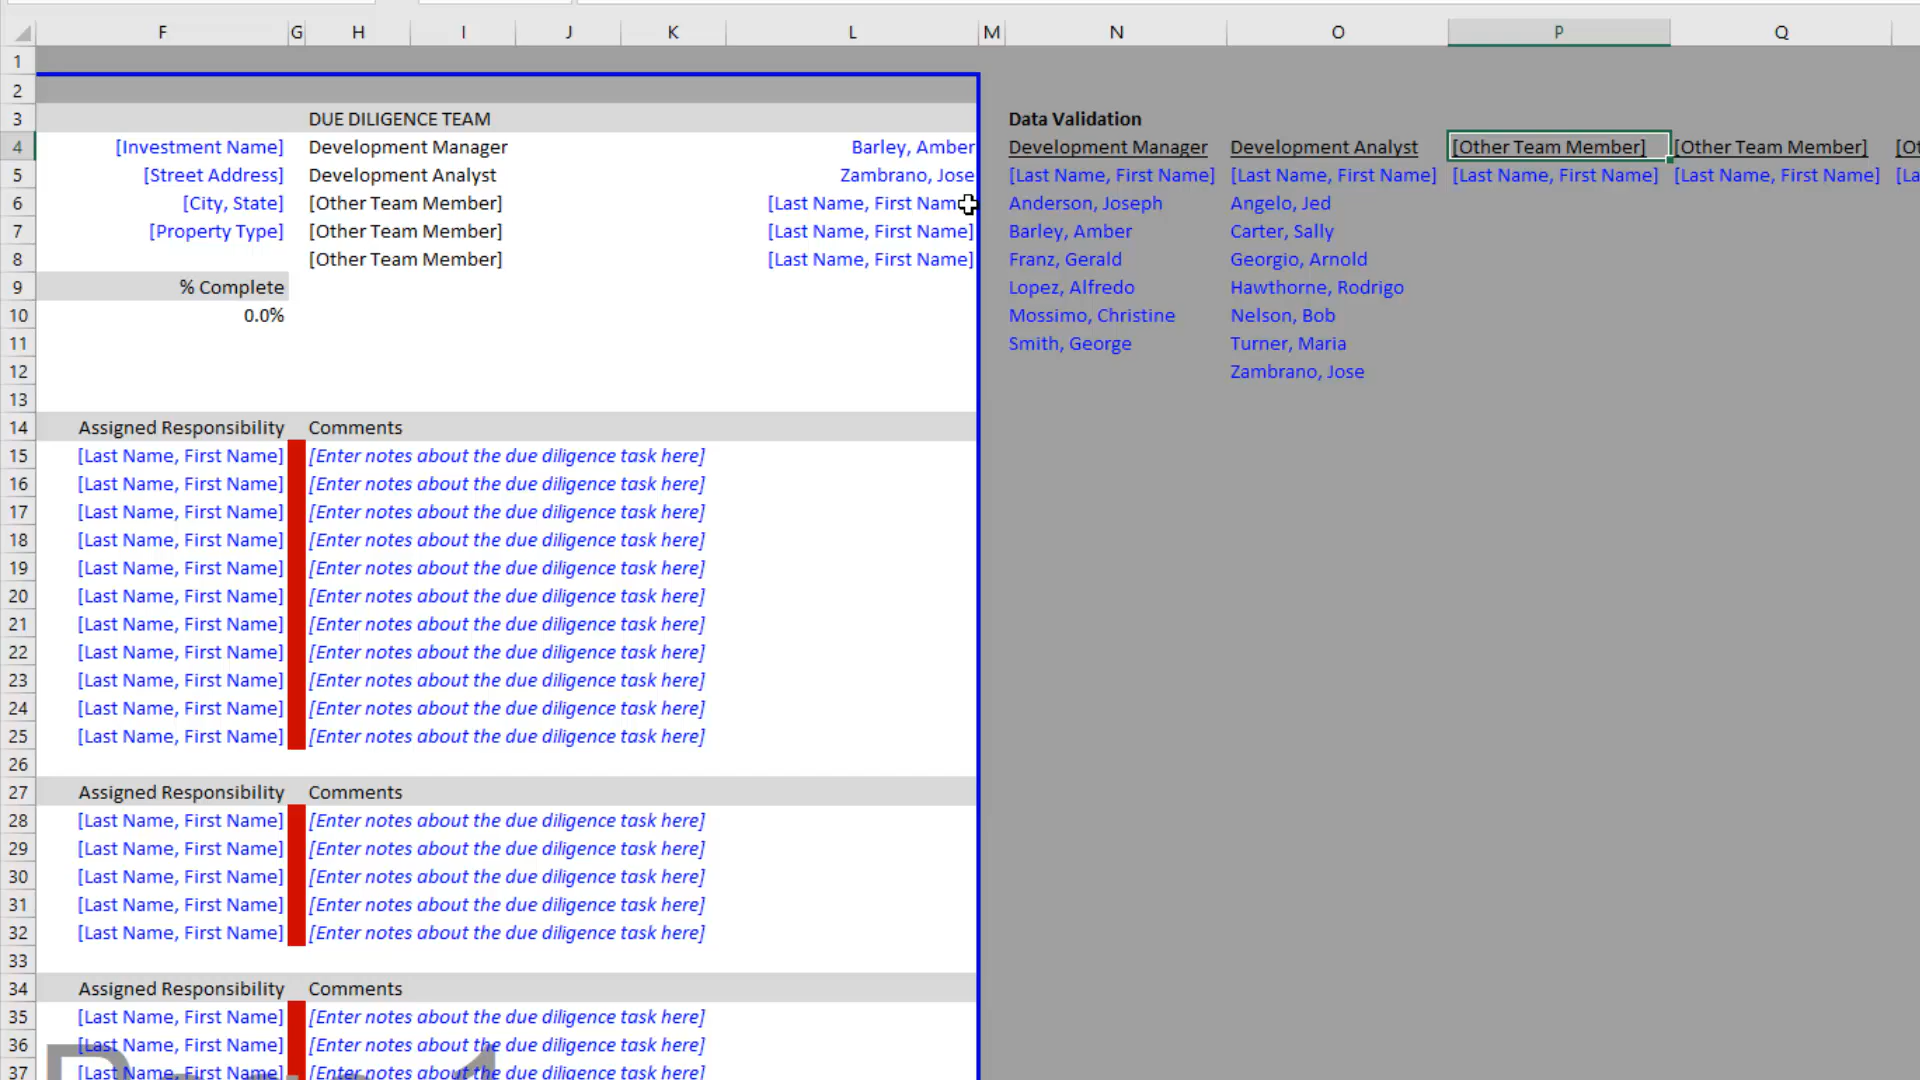 F G H I J K L M N O P Q
1
2
3 DUE DILIGENCE TEAM Data Validation
4 [Investment Name] Development Manager Barley, Amber Development Manager Development Analyst [Other Team Member] [Other Team Member] [Ot
5 [Street Address] Development Analyst Zambrano, Jose [Last Name, First Name] [Last Name, First Name] [Last Name, First Name] [Last Name, First Name] [La
6 [City, State] [Other Team Member] [Last Name, First Nam Anderson, Joseph Angelo, Jed
7 [Property Type] [Other Team Member] [Last Name, First Name] Barley, Amber Carter, Sally
8 [Other Team Member] [Last Name, First Name] Franz, Gerald Georgio, Arnold
9 % Complete Lopez, Alfredo Hawthorne, Rodrigo
10 0.0% Mossimo, Christine Nelson, Bob
11 Smith, George Turner, Maria
12 Zambrano, Jose
13
14 Assigned Responsibility Comments
15 [Last Name, First Name] [Enter notes about the due diligence task here]
16 [Last Name, First Name] [Enter notes about the due diligence task here]
17 [Last Name, First Name] [Enter notes about the due diligence task here]
18 [Last Name, First Name] [Enter notes about the due diligence task here]
19 [Last Name, First Name] [Enter notes about the due diligence task here]
20 [Last Name, First Name] [Enter notes about the due diligence task here]
21 [Last Name, First Name] [Enter notes about the due diligence task here]
22 [Last Name, First Name] [Enter notes about the due diligence task here]
23 [Last Name, First Name] [Enter notes about the due diligence task here]
24 [Last Name, First Name] [Enter notes about the due diligence task here]
25 [Last Name, First Name] [Enter notes about the due diligence task here]
26
27 Assigned Responsibility Comments
28 [Last Name, First Name] [Enter notes about the due diligence task here]
29 [Last Name, First Name] [Enter notes about the due diligence task here]
30 [Last Name, First Name] [Enter notes about the due diligence task here]
31 [Last Name, First Name] [Enter notes about the due diligence task here]
32 [Last Name, First Name] [Enter notes about the due diligence task here]
33
34 Assigned Responsibility Comments
35 [Last Name, First Name] [Enter notes about the due diligence task here]
36 [Last Name, First Name] [Enter notes about the due diligence task here]
37 [Last Name, First Name] [Enter notes about the due diligence task here]